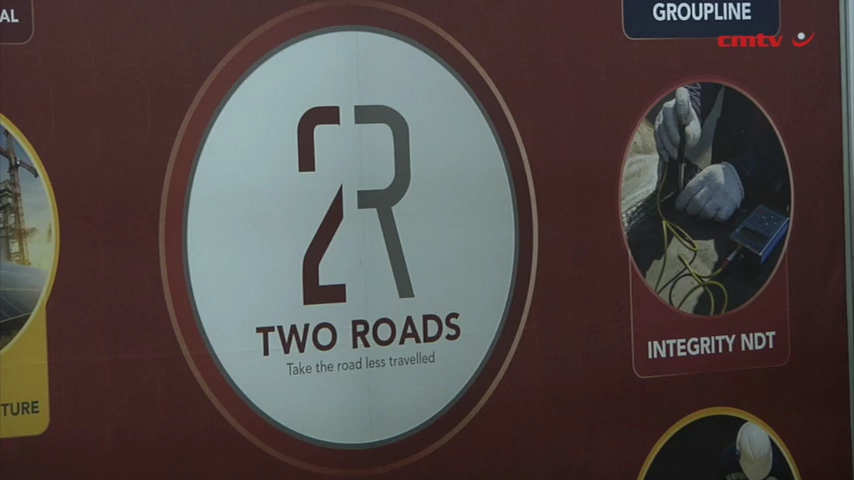 AL
GROUPLINE
cmtv
2R
TWO ROADS
Take the road less travelled
INTEGRITY NDT
TURE